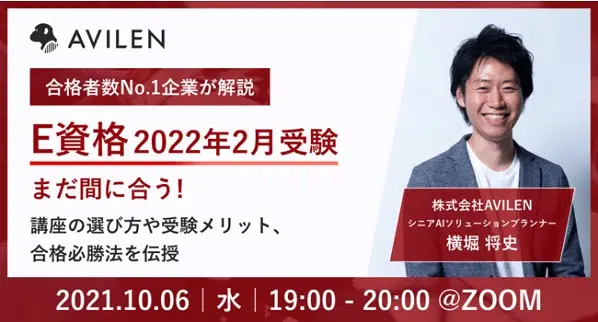 AVILEN
合格者数No.1企業が解説
E資格 2022年2月受験
まだ間に合う!
講座の選び方や受験メリット、
合格必勝法を伝授
株式会社AVILEN
シニアAIソリューションプランナー
横堀 将史
2021.10.06｜水｜19:00 - 20:00 @ZOOM